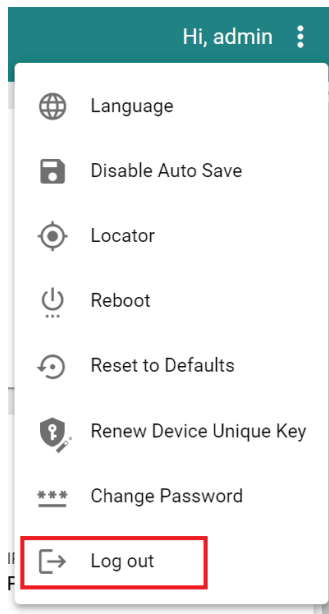 Hi, admin
Language
Disable Auto Save
Locator
Reboot
Reset to Defaults
Renew Device Unique Key
Change Password
Log out